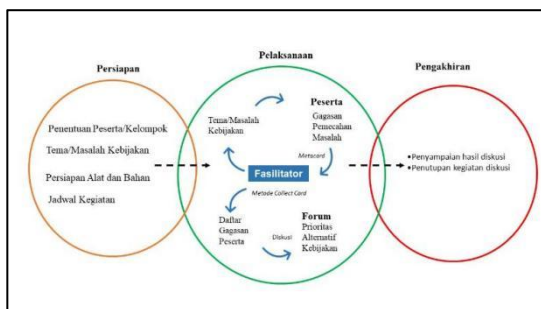 Persiapan
Penentuan Peserta/Kelompok
Tema/Masalah Kebijakan
Persiapan Alat dan Bahan
Jadwal Kegiatan
Pelaksanaan
Tema/Masalah
Kebijakan
Peserta
Gagasan
Pemecahan
Masalah
Metacard
Fasilitator
Metode Collect Card
Daftar
Gagasan
Peserta
Diskusi
Forum
Prioritas
Alternatif
Kebijakan
Pengakhiran
•Penyampaian hasil diskusi
•Penutupan kegiatan diskusi